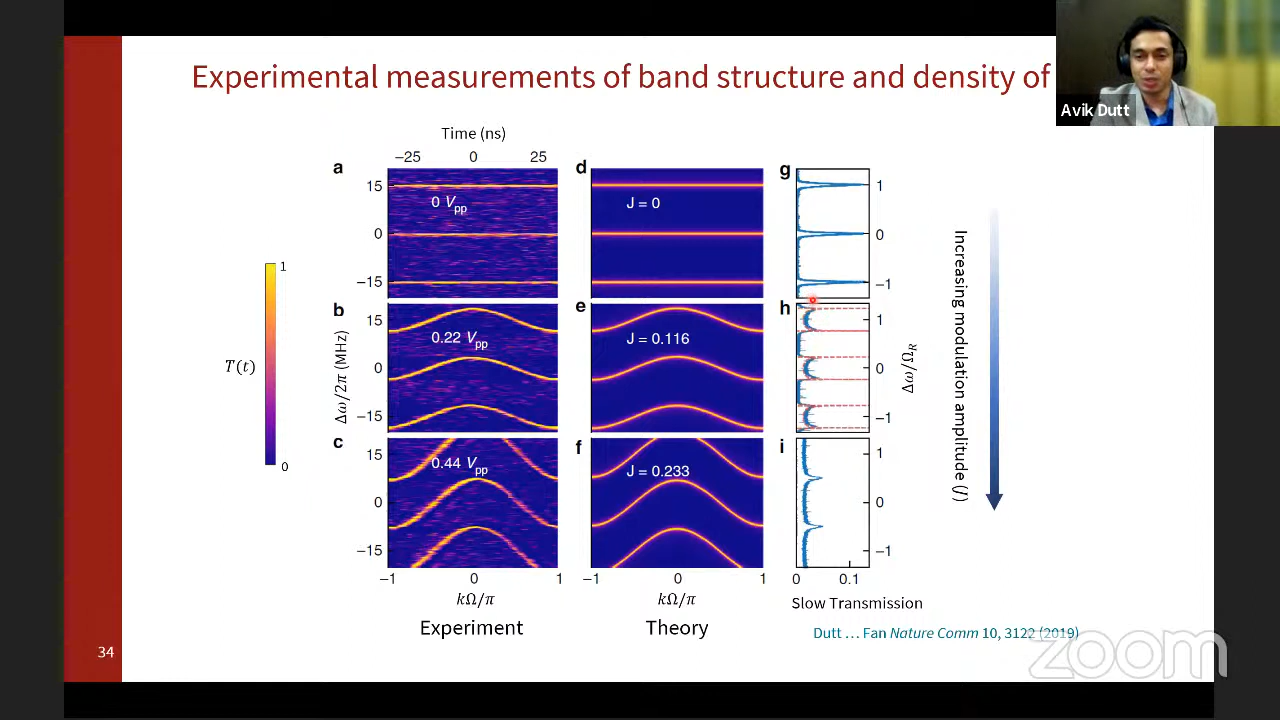 Experimental measurements of band structure and density of
Avik Dutt
Time (ns)
−25 0 25
a
15
0
−15
0 Vpp
d
J = 0
g
1
0
−1
b
15
0
−15
0.22 Vpp
e
J = 0.116
h
1
0
−1
c
15
0
−15
0.44 Vpp
f
J = 0.233
i
1
0
−1
1
T(t)
0
Δω/2π (MHz)
Δω/Ω_R
Increasing modulation amplitude (J)
−1 0 1
−1 0 1
0 0.1
kΩ/π
kΩ/π
Slow Transmission
Experiment
Theory
Dutt … Fan Nature Comm 10, 3122 (2019)
34
zoom